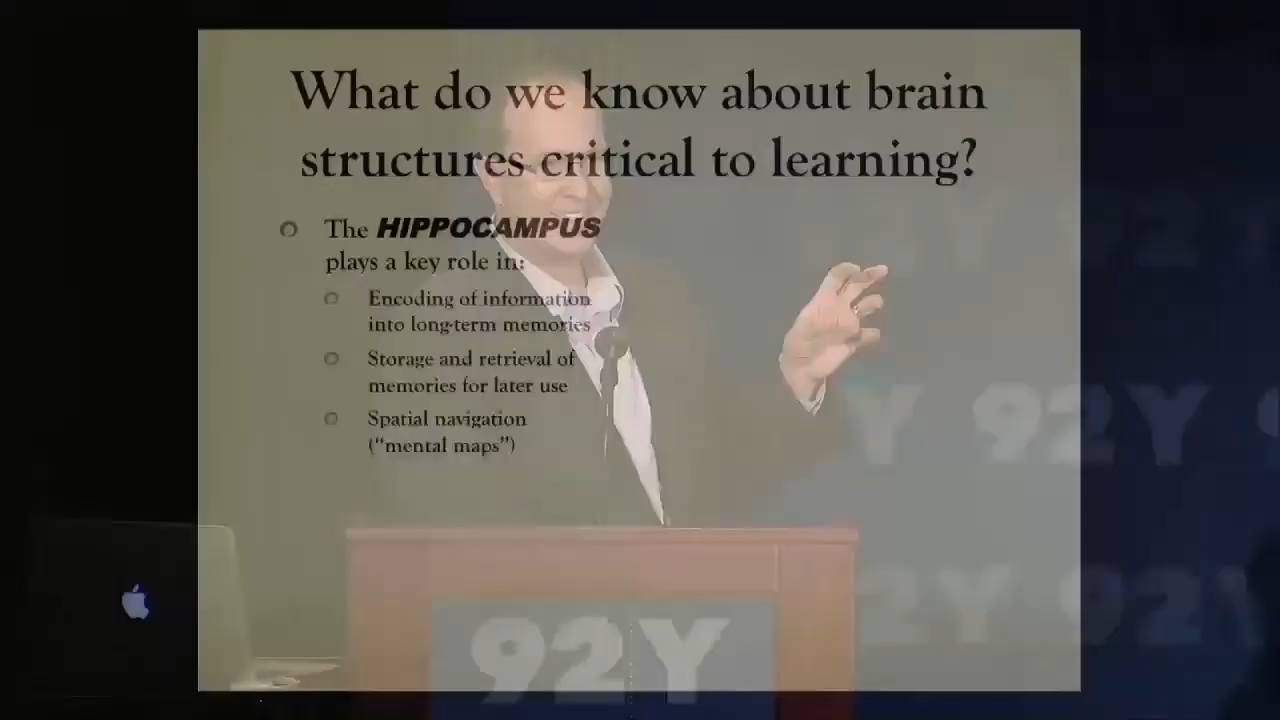 What do we know about brain
structures critical to learning?
The HIPPOCAMPUS
plays a key role in:
Encoding of information
into long-term memories
Storage and retrieval of
memories for later use
Spatial navigation
("mental maps")
92Y
92Y
92Y